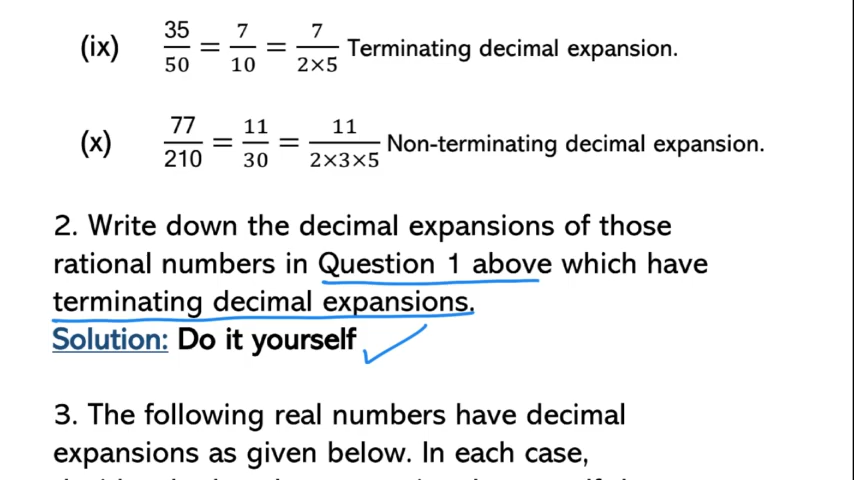 (ix) 35/50 = 7/10 = 7/2×5 Terminating decimal expansion.
(x) 77/210 = 11/30 = 11/2×3×5 Non-terminating decimal expansion.
2. Write down the decimal expansions of those
rational numbers in Question 1 above which have
terminating decimal expansions.
Solution: Do it yourself
3. The following real numbers have decimal
expansions as given below. In each case,